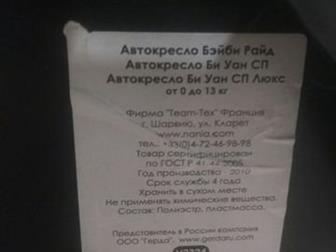 Автокресло Бэйби Райд
Автокресло Би Уан СП
Автокресло Би Уан СП Люкс
от 0 до 13 кг
Фирма "Team-Tex" Франция
г. Шарвию, ул. Кларет
www.nania.com
тел.: +33(0)4-72-46-98-98
Товар сертифицирован
по ГОСТ Р 41.44-2005
Год производства - 2010
Срок службы 4 года
Хранить в сухом месте
Не применять химические вещества.
Состав: Полиэстр, пластмасса.
Представитель в России компания
ООО "Герда". www.gerdaru.com